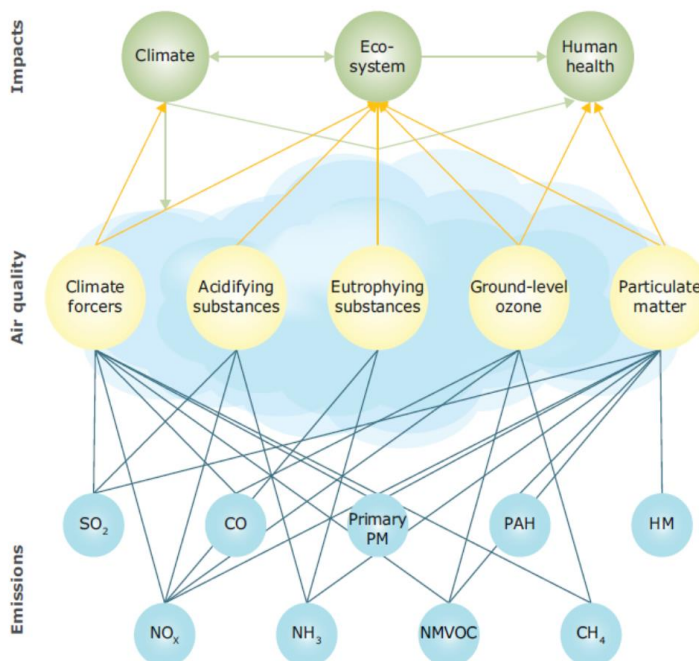 Impacts
Climate
Eco-
system
Human
health
Air quality
Climate
forcers
Acidifying
substances
Eutrophying
substances
Ground-level
ozone
Particulate
matter
Emissions
SO₂
CO
Primary
PM
PAH
HM
NOₓ
NH₃
NMVOC
CH₄